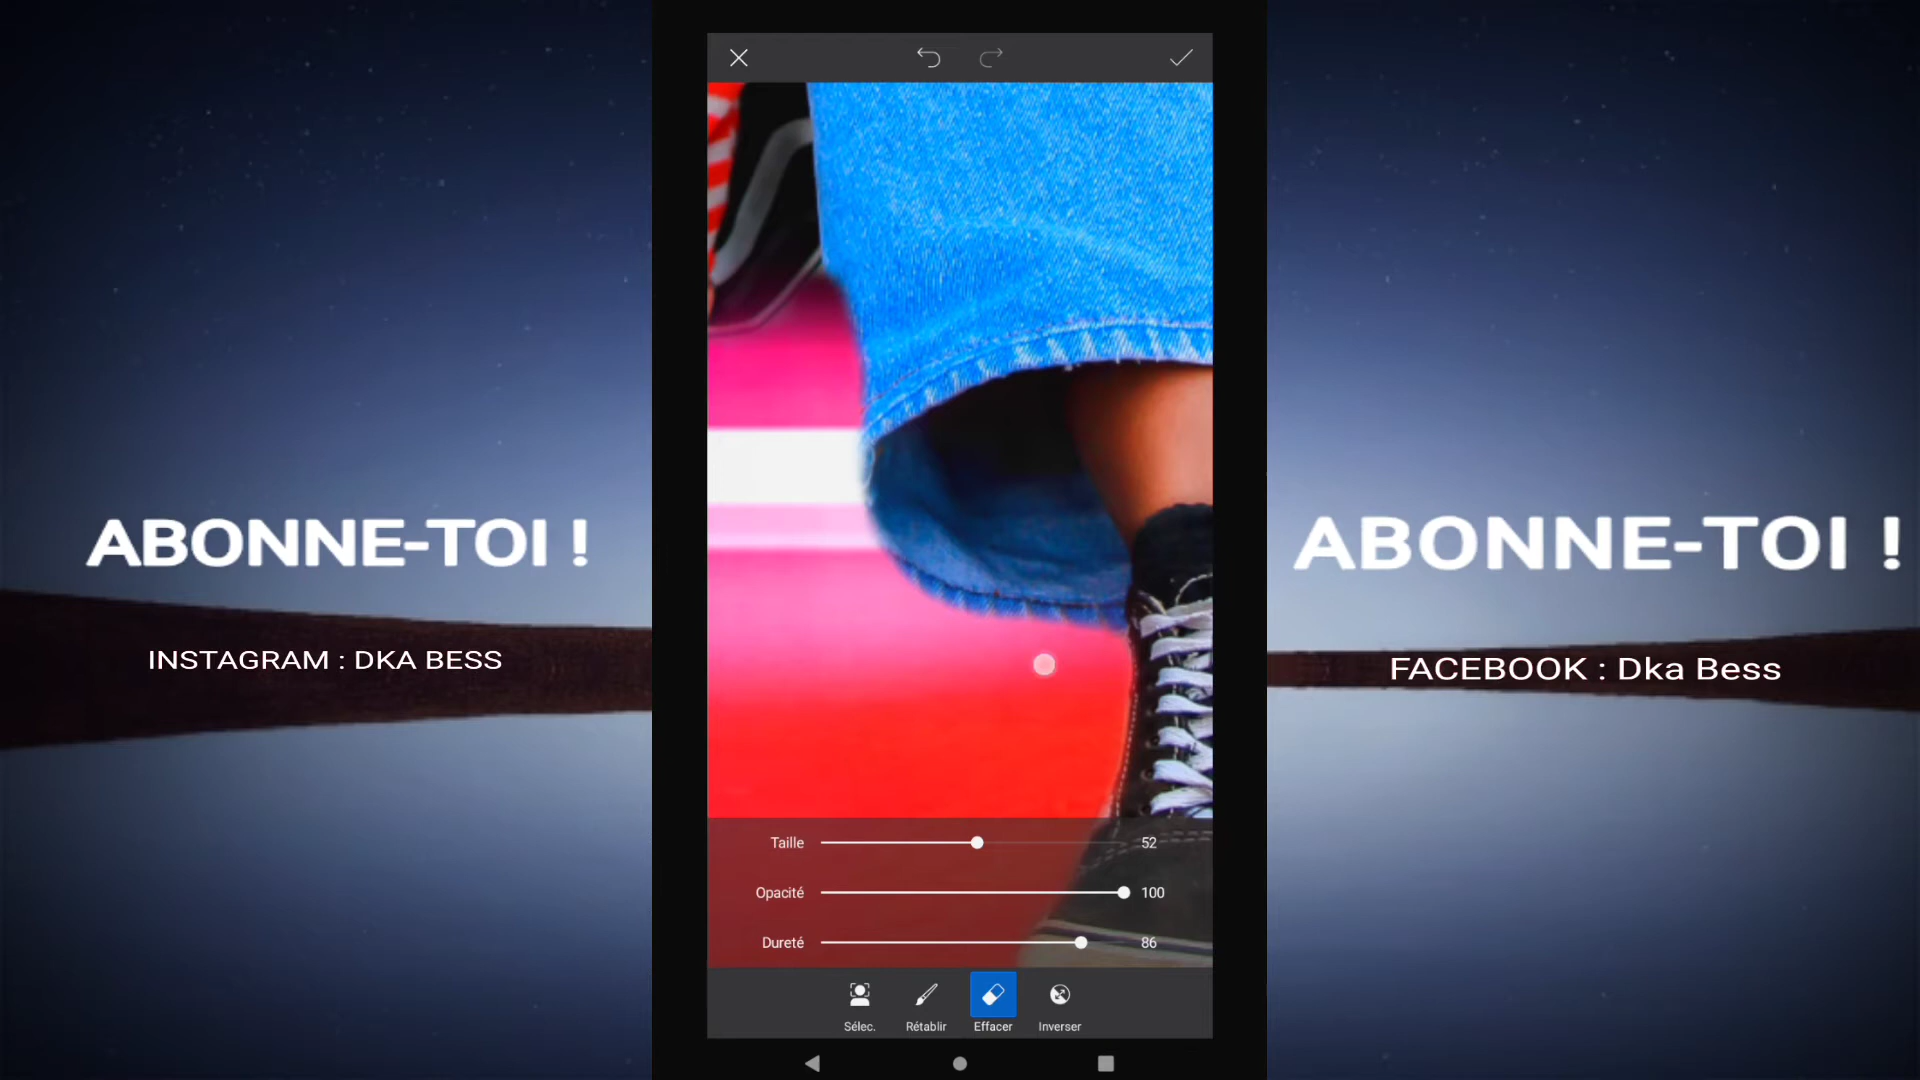 ABONNE-TOI !
INSTAGRAM : DKA BESS
Taille 52
Opacité 100
Dureté 86
Sélec. Rétablir Effacer Inverser
ABONNE-TOI !
FACEBOOK : Dka Bess